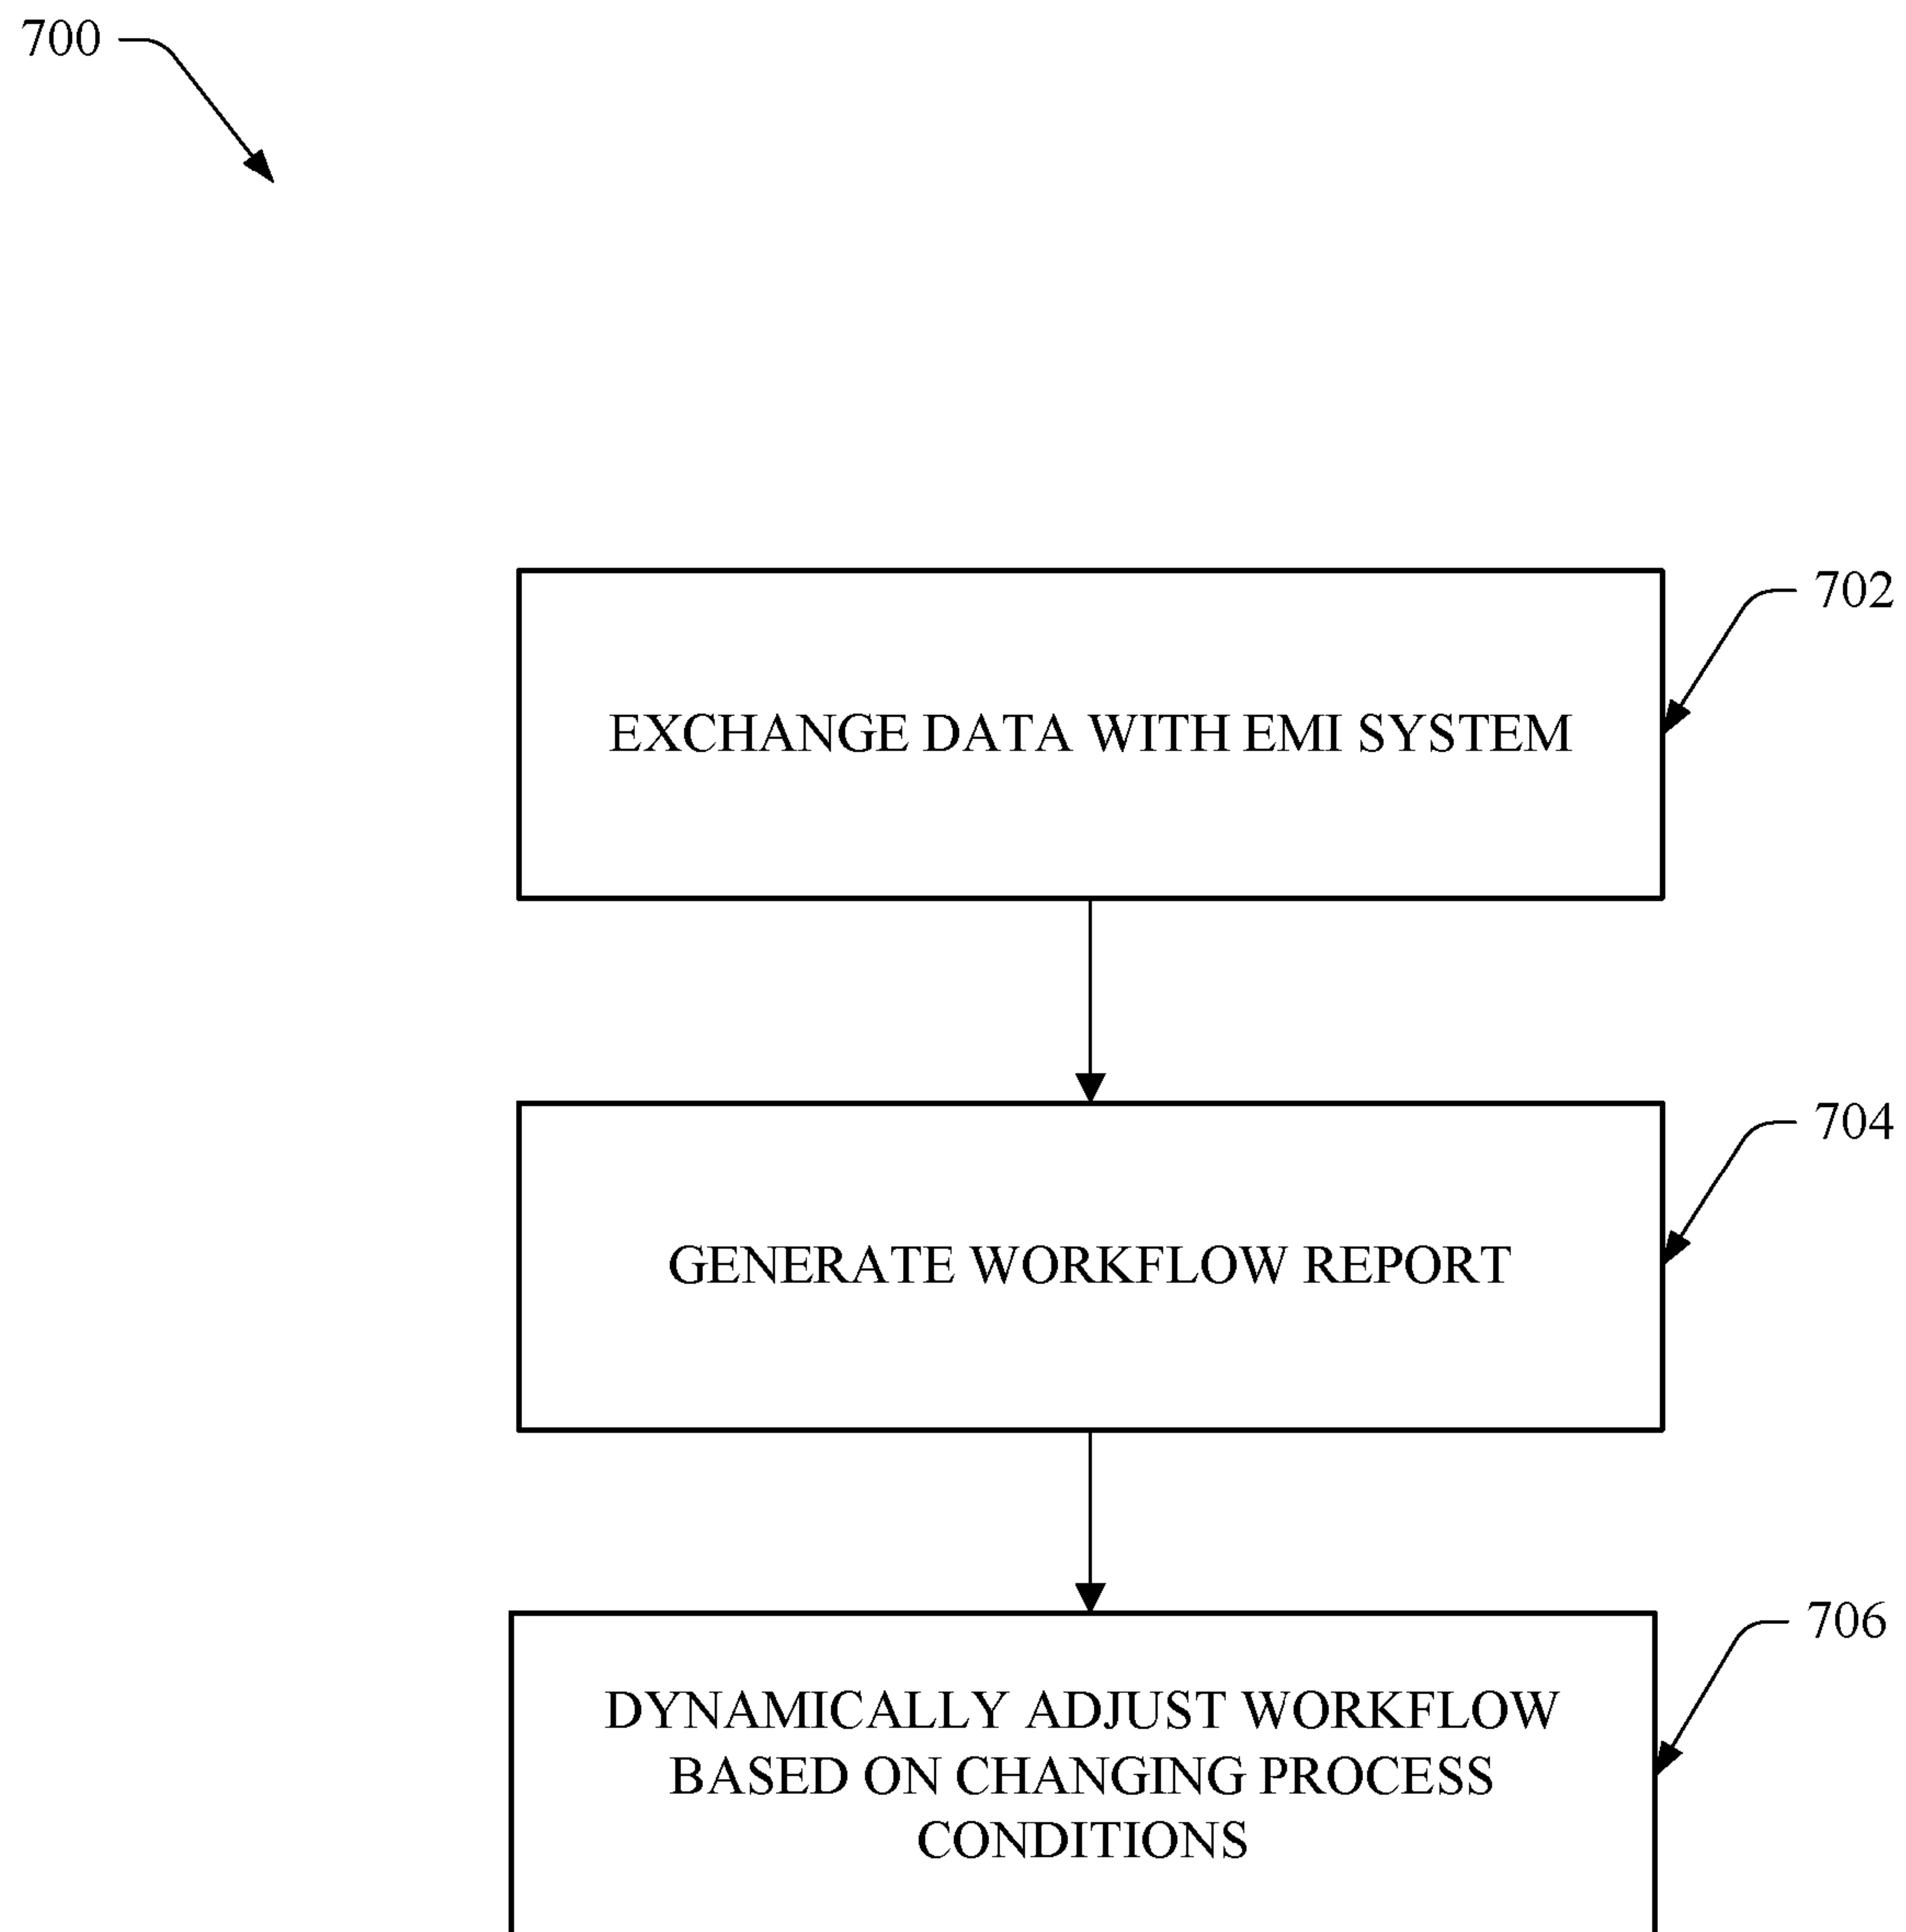 700
702
EXCHANGE DATA WITH EMI SYSTEM
704
GENERATE WORKFLOW REPORT
706
DYNAMICALLY ADJUST WORKFLOW
BASED ON CHANGING PROCESS
CONDITIONS